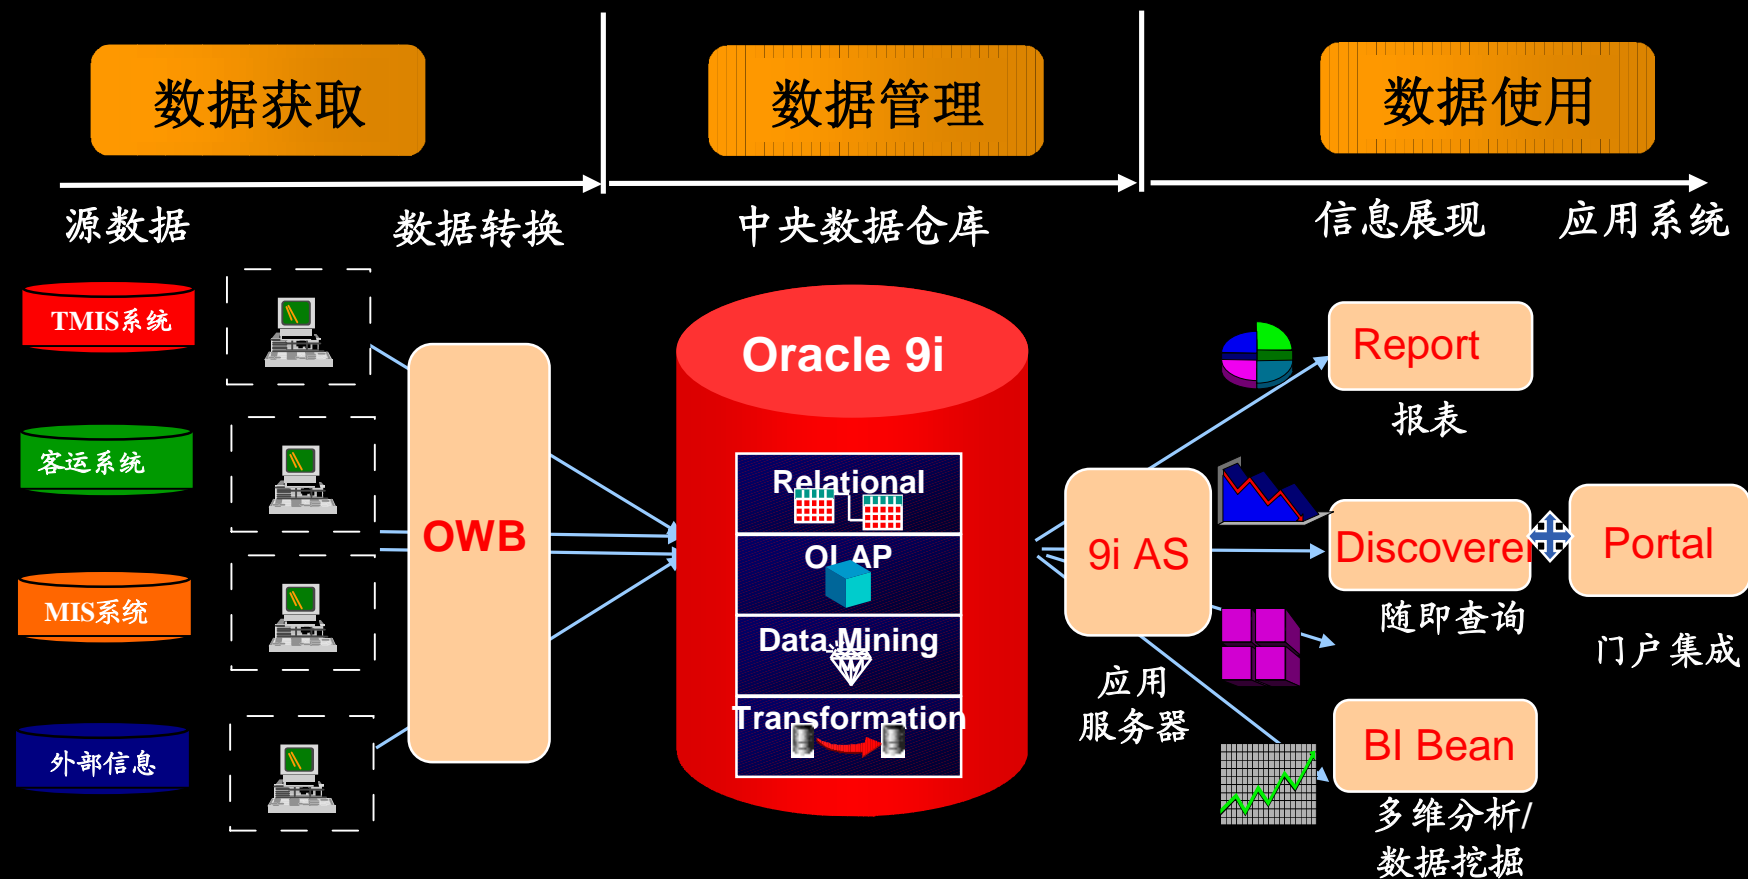 数据获取
数据管理
数据使用
源数据
数据转换
中央数据仓库
信息展现
应用系统
TMIS系统
客运系统
MIS系统
外部信息
OWB
Oracle 9i
Relational
OLAP
Data Mining
Transformation
9i AS
应用
服务器
Report
报表
Discoverer
随即查询
BI Bean
多维分析/
数据挖掘
Portal
门户集成